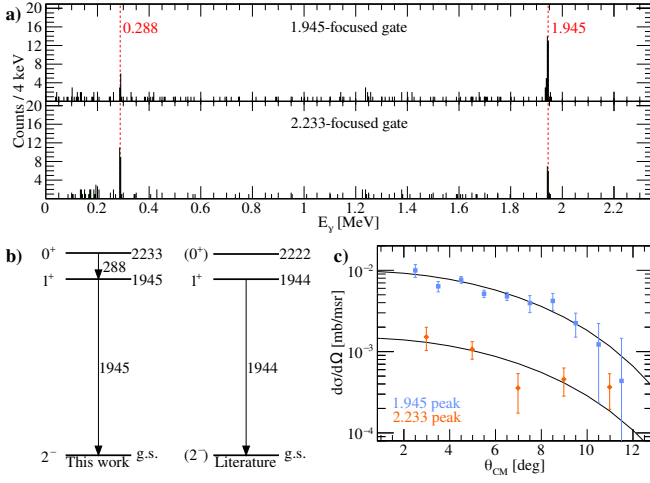 a)
20
16
12
8
4
0.288
1.945-focused gate
1.945
20
16
12
8
4
2.233-focused gate
Counts / 4 keV
0 0.2 0.4 0.6 0.8 1 1.2 1.4 1.6 1.8 2 2.2
E_γ [MeV]
b)
0⁺ 2233
288
1⁺ 1945
1945
2⁻ g.s.
This work
(0⁺) 2222
1⁺ 1944
1944
(2⁻) g.s.
Literature
c)
10⁻²
10⁻³
10⁻⁴
dσ/dΩ [mb/msr]
1.945 peak
2.233 peak
2 4 6 8 10 12
θ_CM [deg]